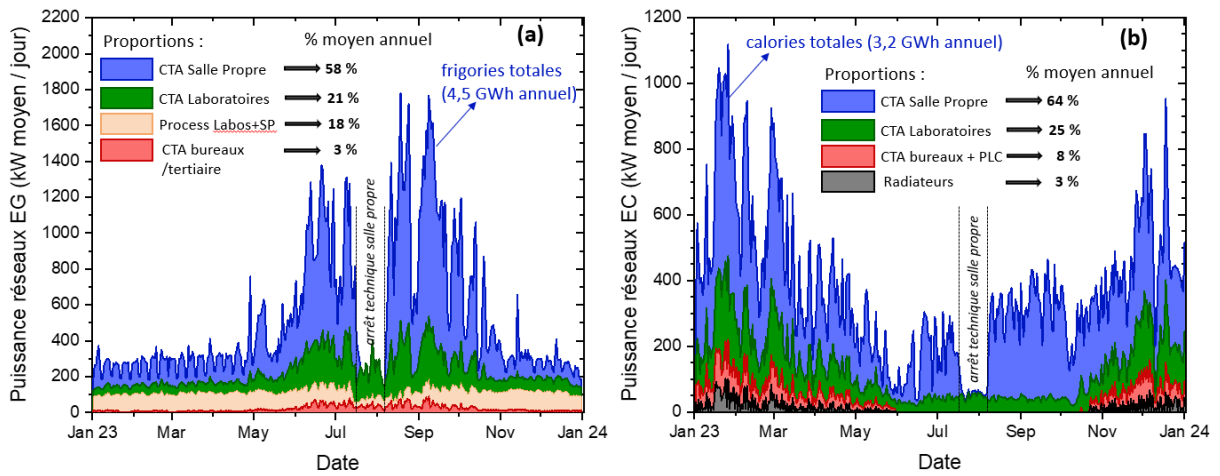 (a)
Puissance réseaux EG (kW moyen / jour)
2200
2000
1800
1600
1400
1200
1000
800
600
400
200
0
Proportions :
% moyen annuel
CTA Salle Propre
58 %
CTA Laboratoires
21 %
Process Labos+SP
18 %
CTA bureaux
/tertiaire
3 %
frigories totales
(4,5 GWh annuel)
arrêt technique salle propre
Jan 23
Mar
May
Jul
Sep
Nov
Jan 24
Date
(b)
Puissance réseaux EC (kW moyen / jour)
1200
1000
800
600
400
200
0
calories totales (3,2 GWh annuel)
Proportions :
% moyen annuel
CTA Salle Propre
64 %
CTA Laboratoires
25 %
CTA bureaux + PLC
8 %
Radiateurs
3 %
arrêt technique salle propre
Jan 23
Mar
May
Jul
Sep
Nov
Jan 24
Date